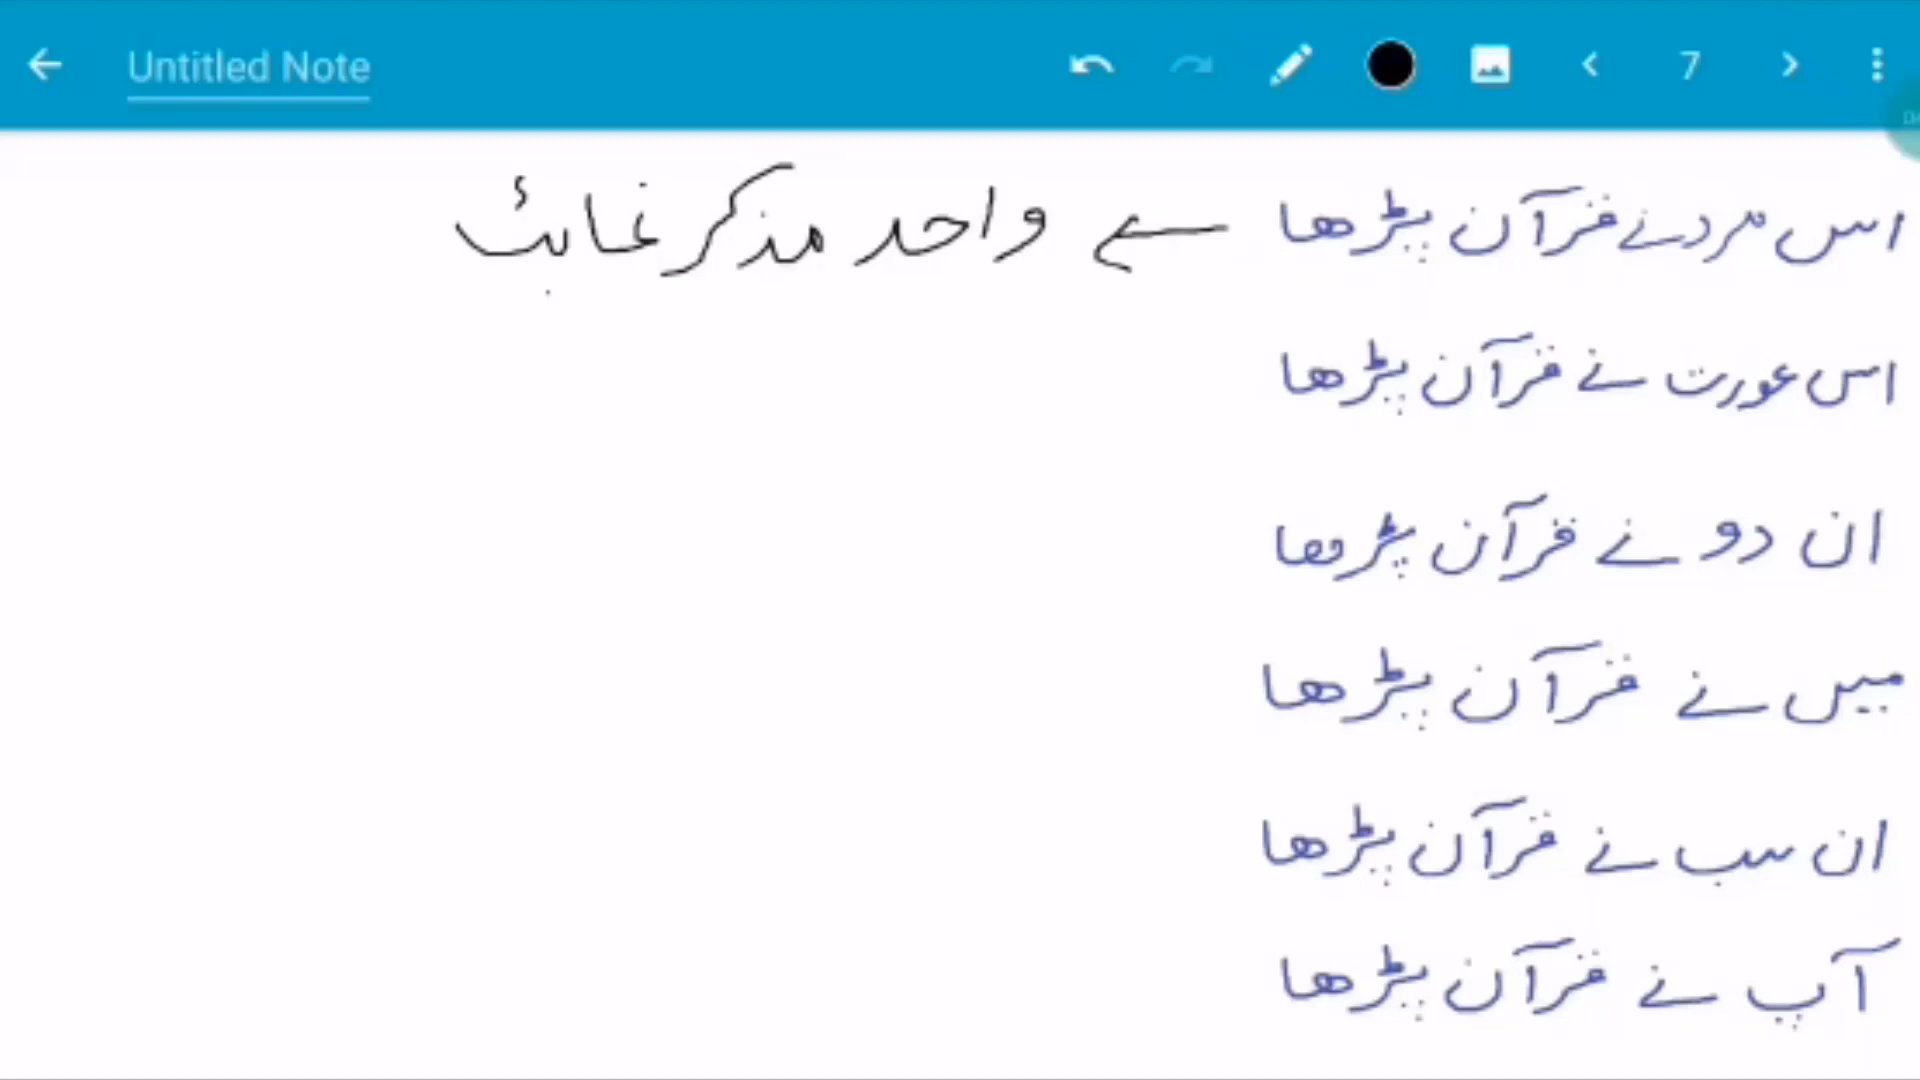 Untitled Note
7
اس مرد نے قرآن پڑھا سے واحد مذکر غائب
اس عورت نے قرآن پڑھا
ان دو نے قرآن پڑھا
میں نے قرآن پڑھا
ان سب نے قرآن پڑھا
آپ نے قرآن پڑھا